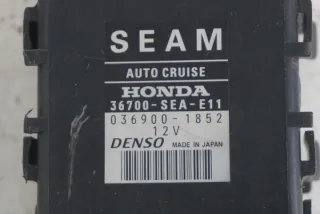 SEAM
AUTO CRUISE
HONDA
36700-SEA-E11
036900-1852
12V
DENSO MADE IN JAPAN